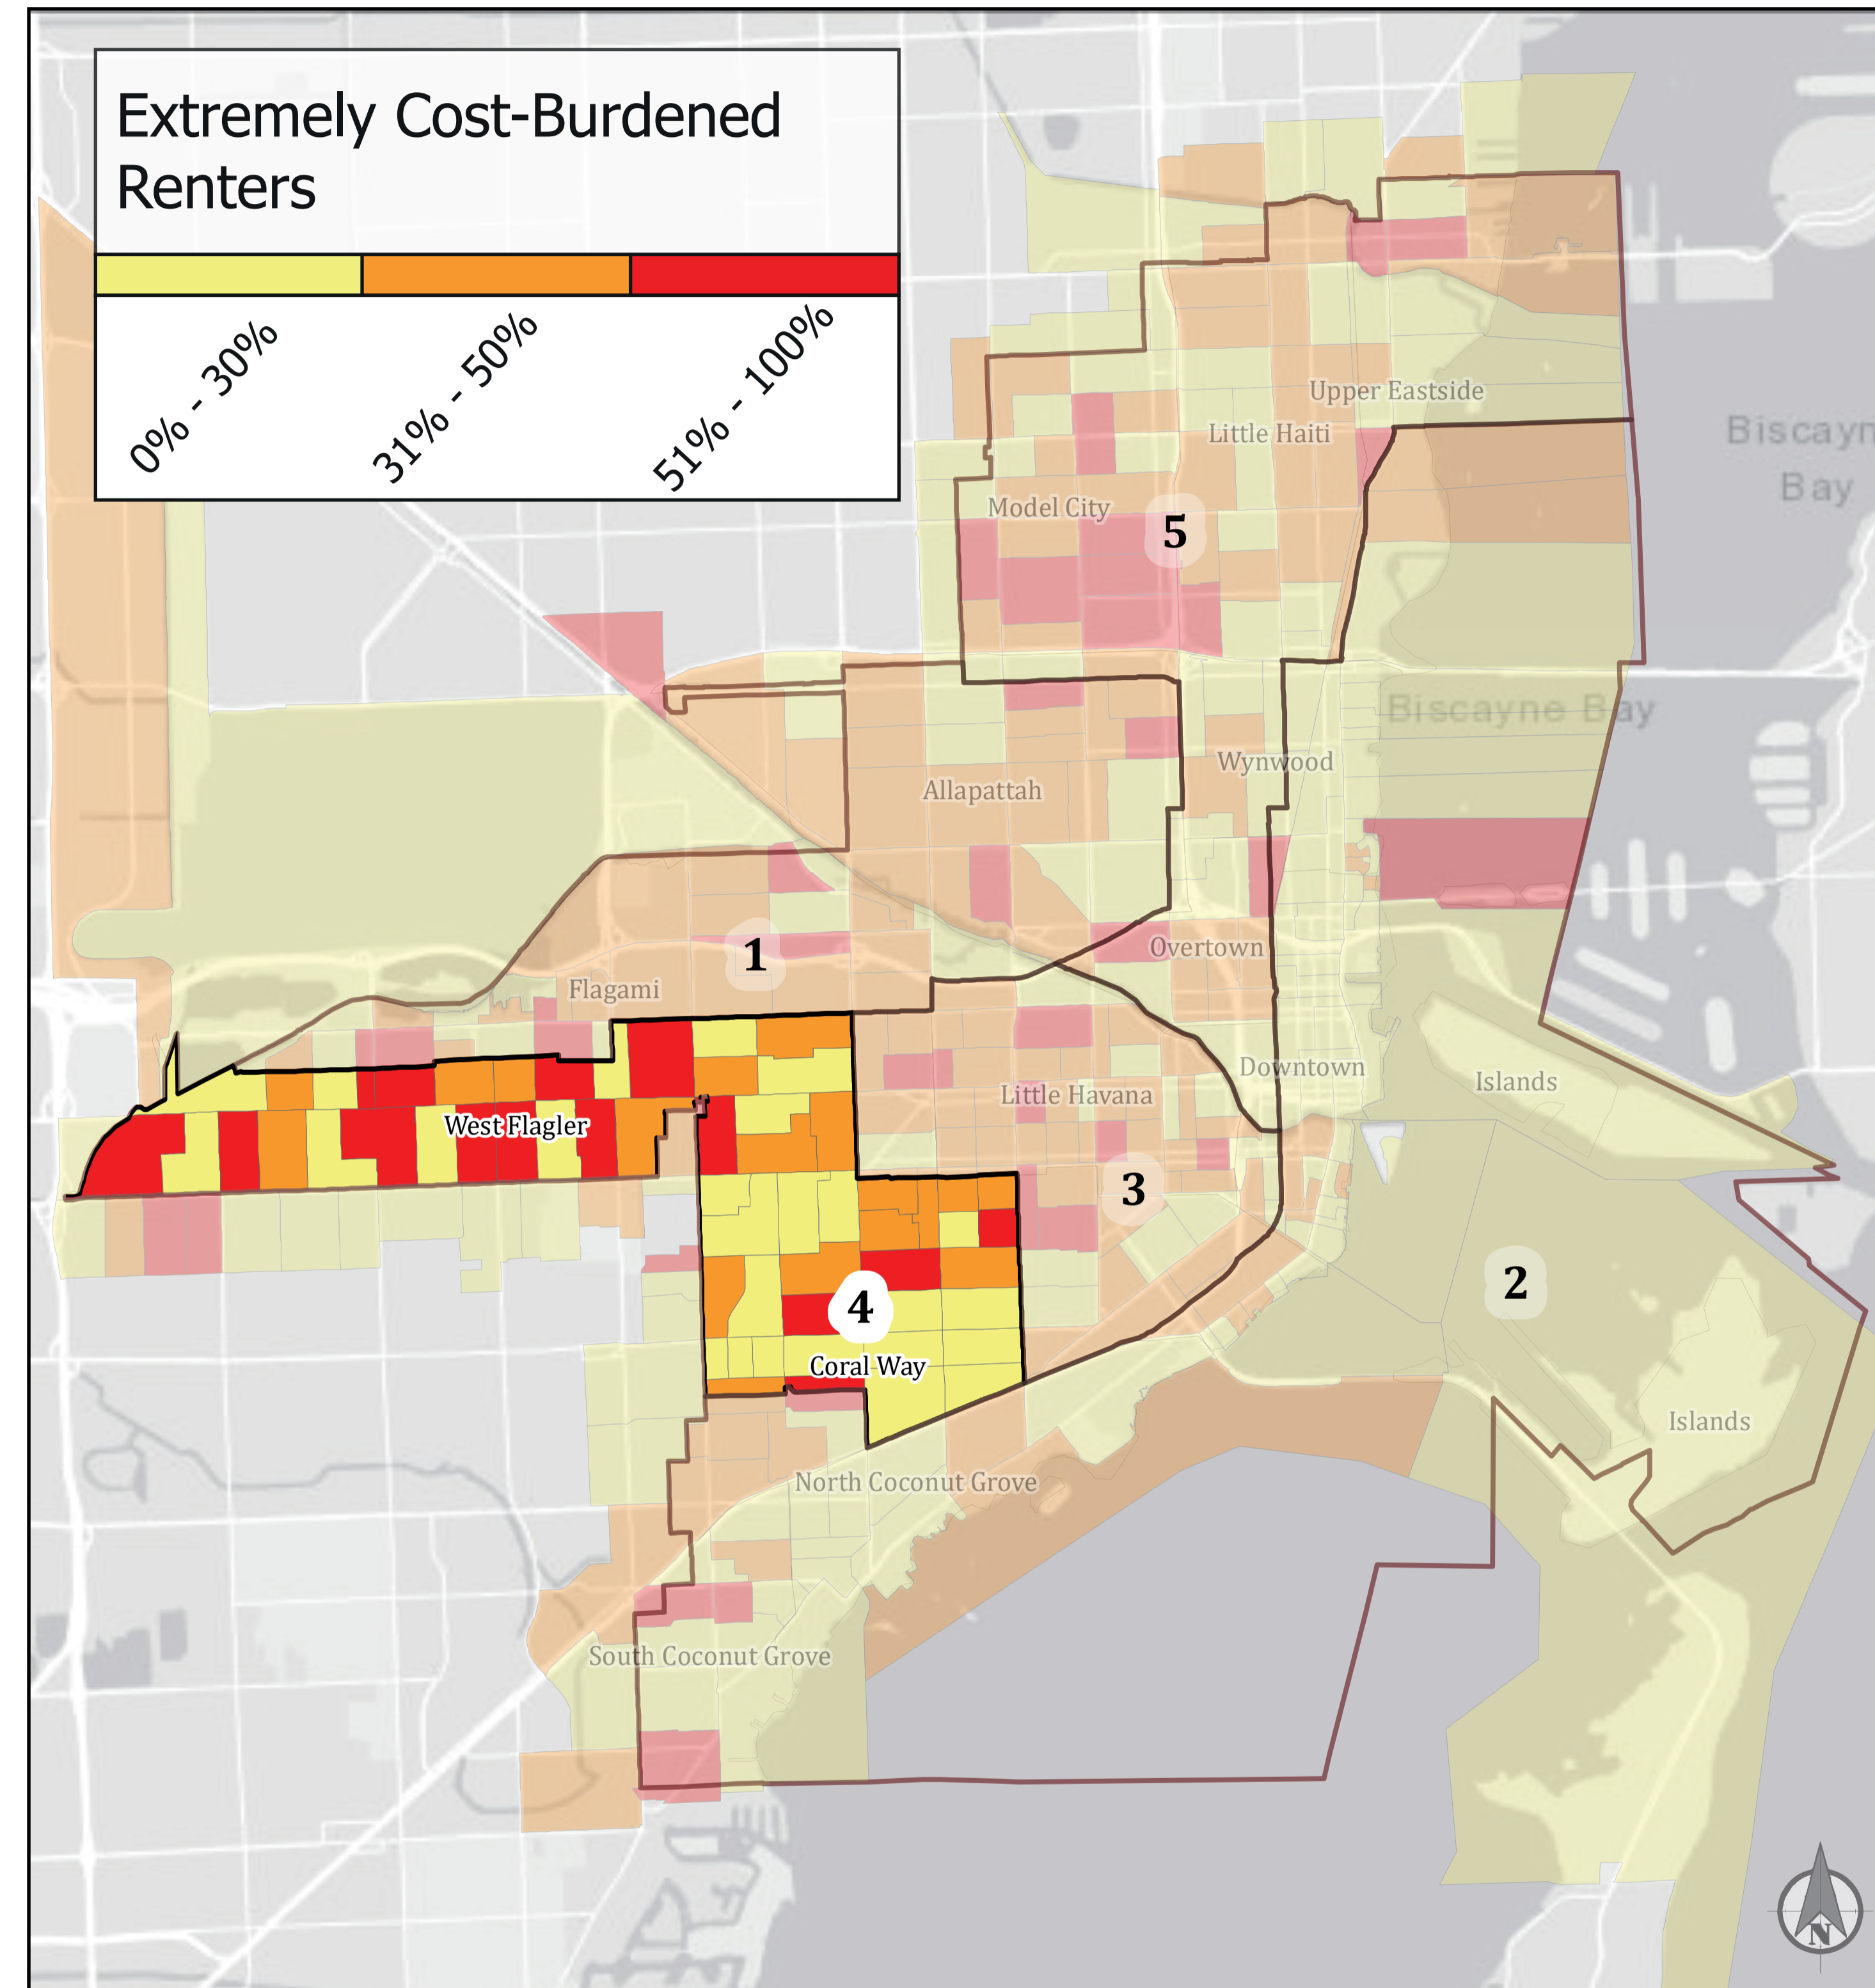 Extremely Cost-Burdened
Renters
0% - 30%
31% - 50%
51% - 100%
Upper Eastside
Little Haiti
Biscayn
Bay
Model City
5
Biscayne Bay
Wynwood
Allapattah
Overtown
1
Flagami
Downtown
Islands
Little Havana
West Flagler
3
2
4
Coral Way
Islands
North Coconut Grove
South Coconut Grove
N